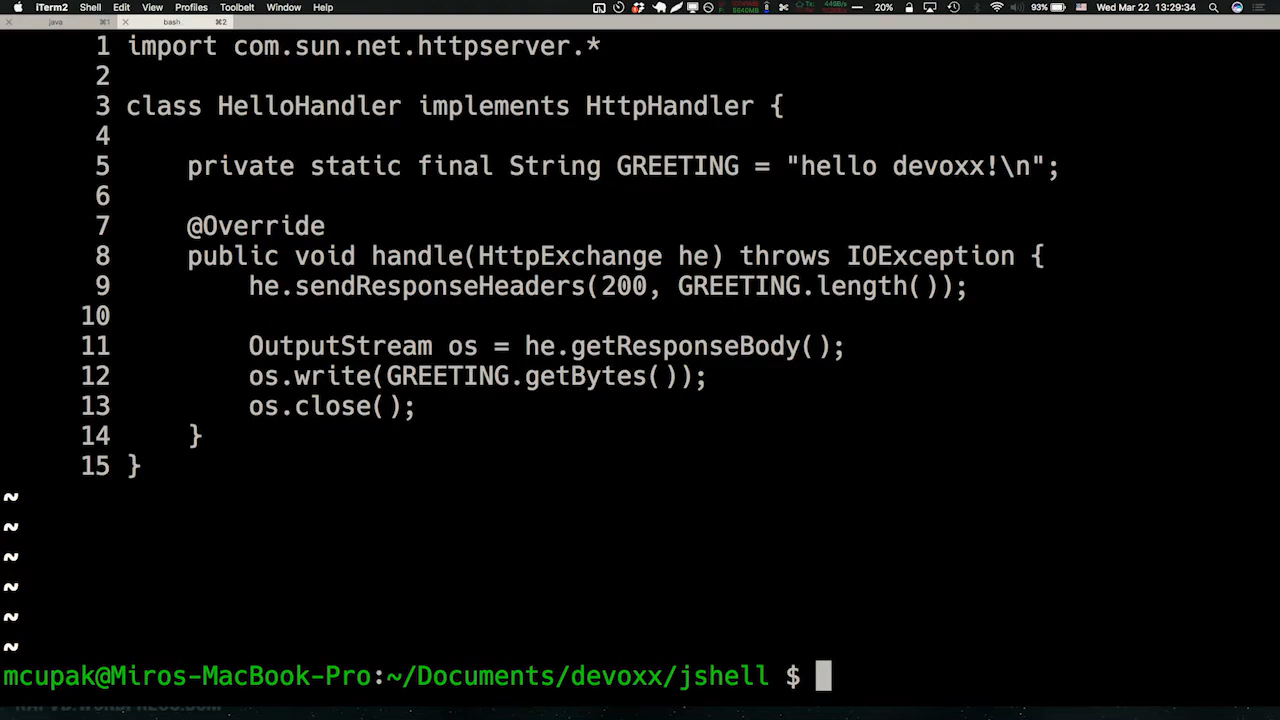 iTerm2 Shell Edit View Profiles Toolbelt Window Help 20% 93% Wed Mar 22 13:29:34
java ⌘1 bash ⌘2
1 import com.sun.net.httpserver.*
2
3 class HelloHandler implements HttpHandler {
4
5 private static final String GREETING = "hello devoxx!\n";
6
7 @Override
8 public void handle(HttpExchange he) throws IOException {
9 he.sendResponseHeaders(200, GREETING.length());
10
11 OutputStream os = he.getResponseBody();
12 os.write(GREETING.getBytes());
13 os.close();
14 }
15 }
~
~
~
~
~
~
mcupak@Miros-MacBook-Pro:~/Documents/devoxx/jshell $